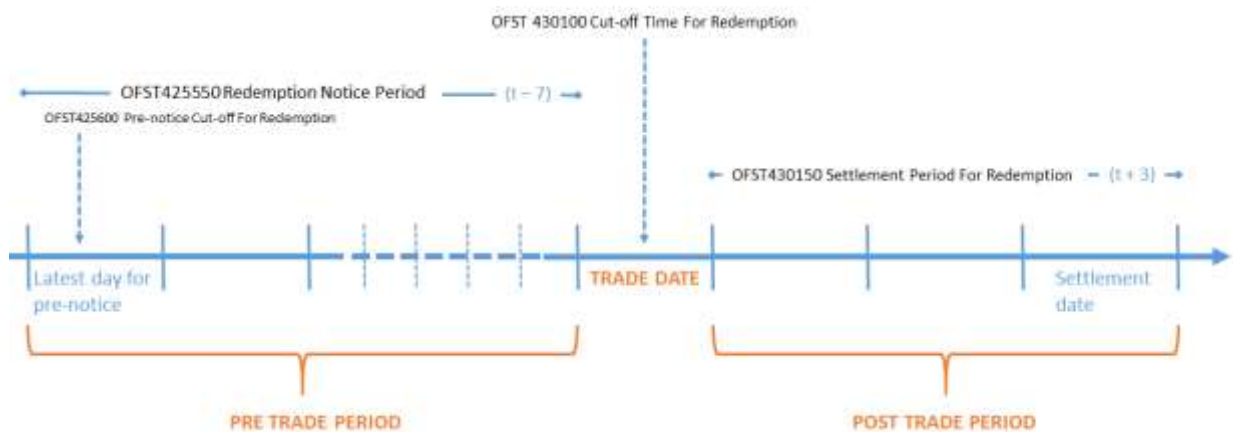 OFST 430100 Cut-off Time For Redemption
OFST425550 Redemption Notice Period (t – 7)
OFST425600 Pre-notice Cut-off For Redemption
OFST430150 Settlement Period For Redemption – (t + 3)
Latest day for
pre-notice
TRADE DATE
Settlement
date
PRE TRADE PERIOD
POST TRADE PERIOD